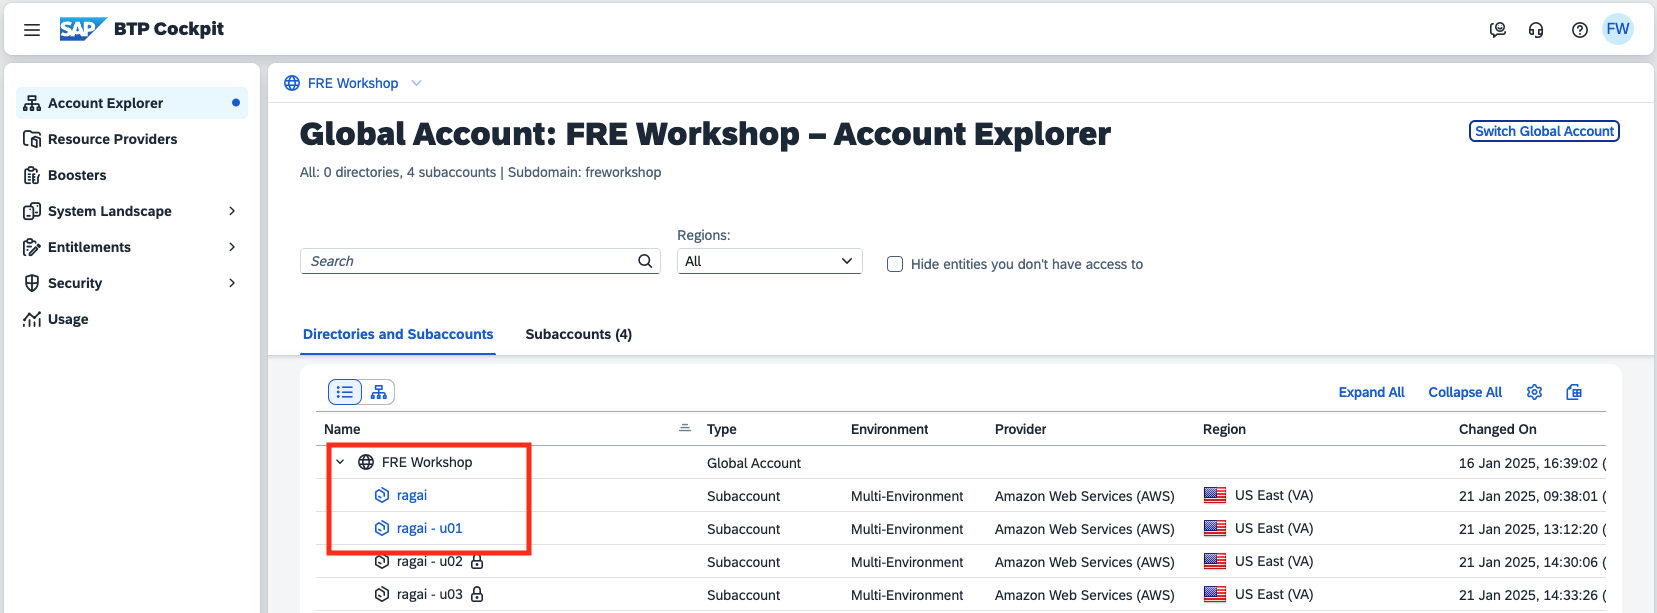 SAP BTP Cockpit
FW
Account Explorer
Resource Providers
Boosters
System Landscape
Entitlements
Security
Usage
FRE Workshop
Global Account: FRE Workshop – Account Explorer
Switch Global Account
All: 0 directories, 4 subaccounts | Subdomain: freworkshop
Regions:
Search
All
Hide entities you don't have access to
Directories and Subaccounts
Subaccounts (4)
Expand All
Collapse All
Name Type Environment Provider Region Changed On
FRE Workshop Global Account 16 Jan 2025, 16:39:02 (
ragai Subaccount Multi-Environment Amazon Web Services (AWS) US East (VA) 21 Jan 2025, 09:38:01 (
ragai - u01 Subaccount Multi-Environment Amazon Web Services (AWS) US East (VA) 21 Jan 2025, 13:12:20 (
ragai - u02 Subaccount Multi-Environment Amazon Web Services (AWS) US East (VA) 21 Jan 2025, 14:30:06 (
ragai - u03 Subaccount Multi-Environment Amazon Web Services (AWS) US East (VA) 21 Jan 2025, 14:33:26 (